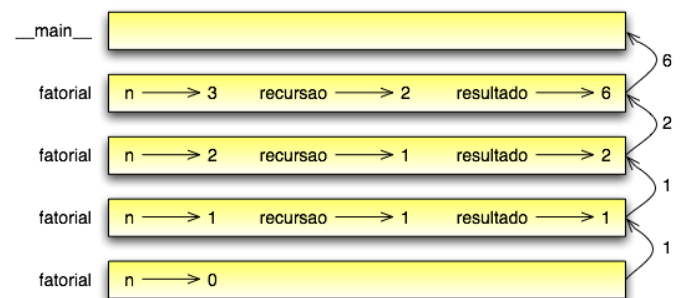 __main__
6
fatorial n 3 recursao 2 resultado 6
2
fatorial n 2 recursao 1 resultado 2
1
fatorial n 1 recursao 1 resultado 1
1
fatorial n 0